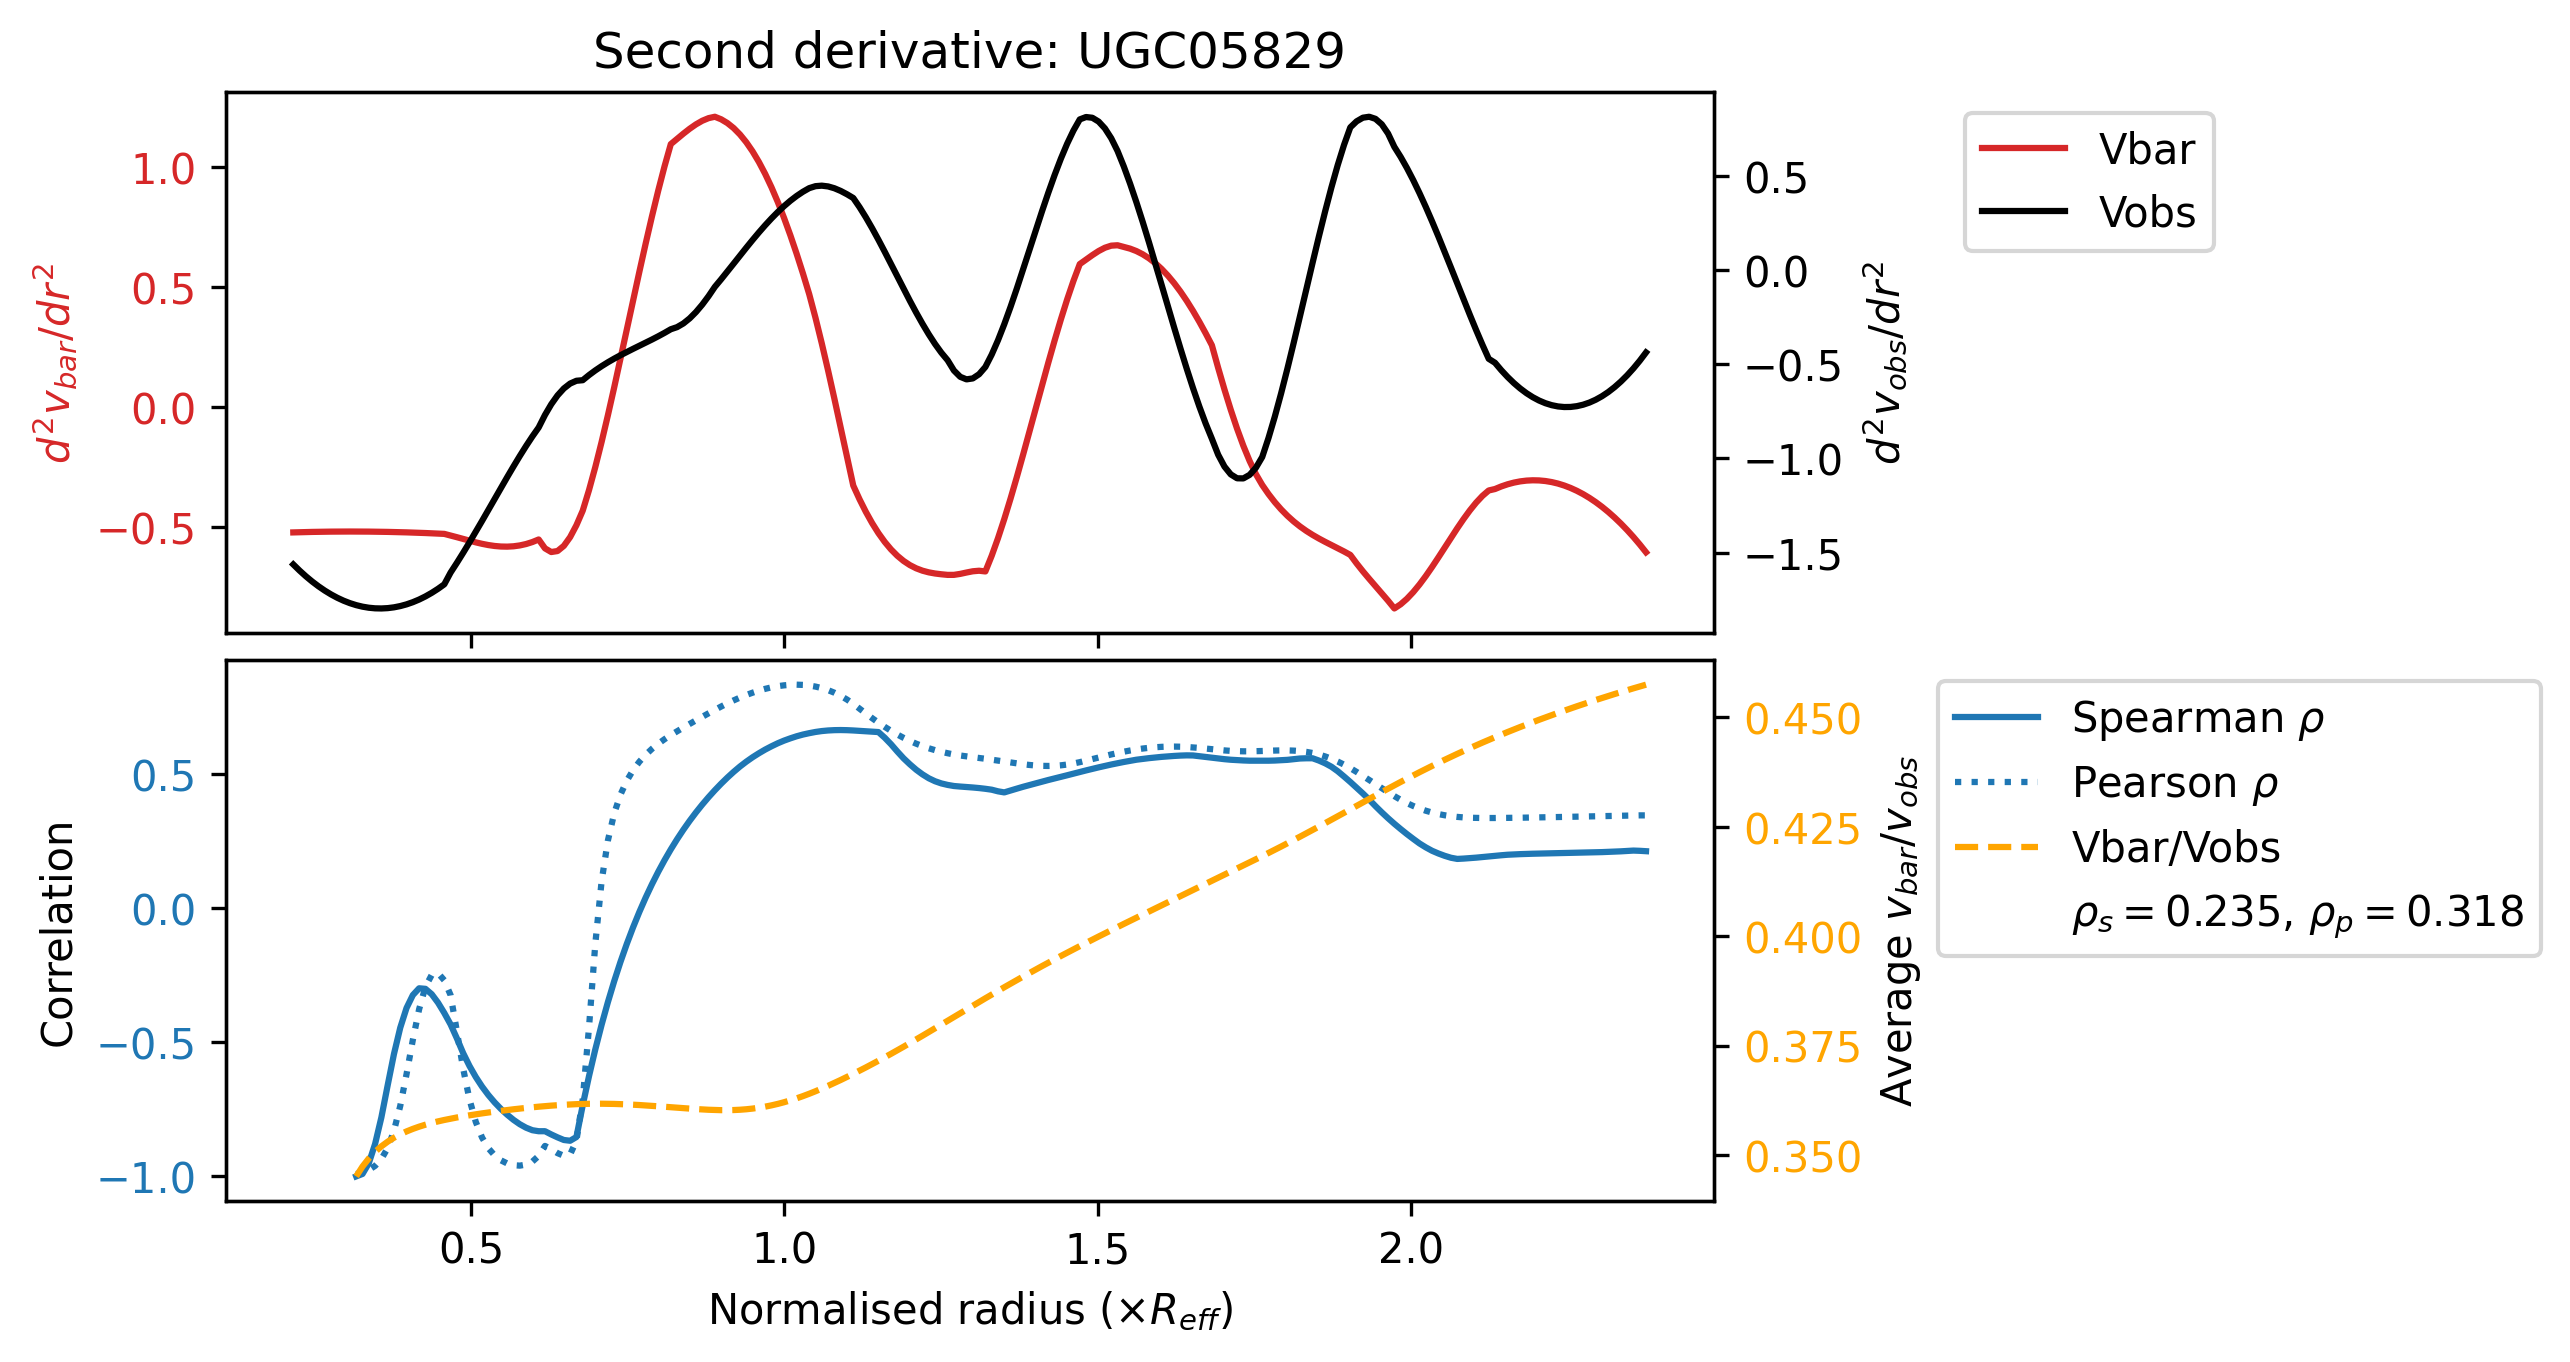 Second derivative: UGC05829
1.0
0.5
0.0
−0.5
d²v_bar/dr²
0.5
0.0
−0.5
−1.0
−1.5
d²v_obs/dr²
Vbar
Vobs
0.5
0.0
−0.5
−1.0
Correlation
0.450
0.425
0.400
0.375
0.350
Average v_bar/v_obs
Spearman ρ
Pearson ρ
Vbar/Vobs
ρ_s = 0.235, ρ_p = 0.318
0.5 1.0 1.5 2.0
Normalised radius (×R_eff)